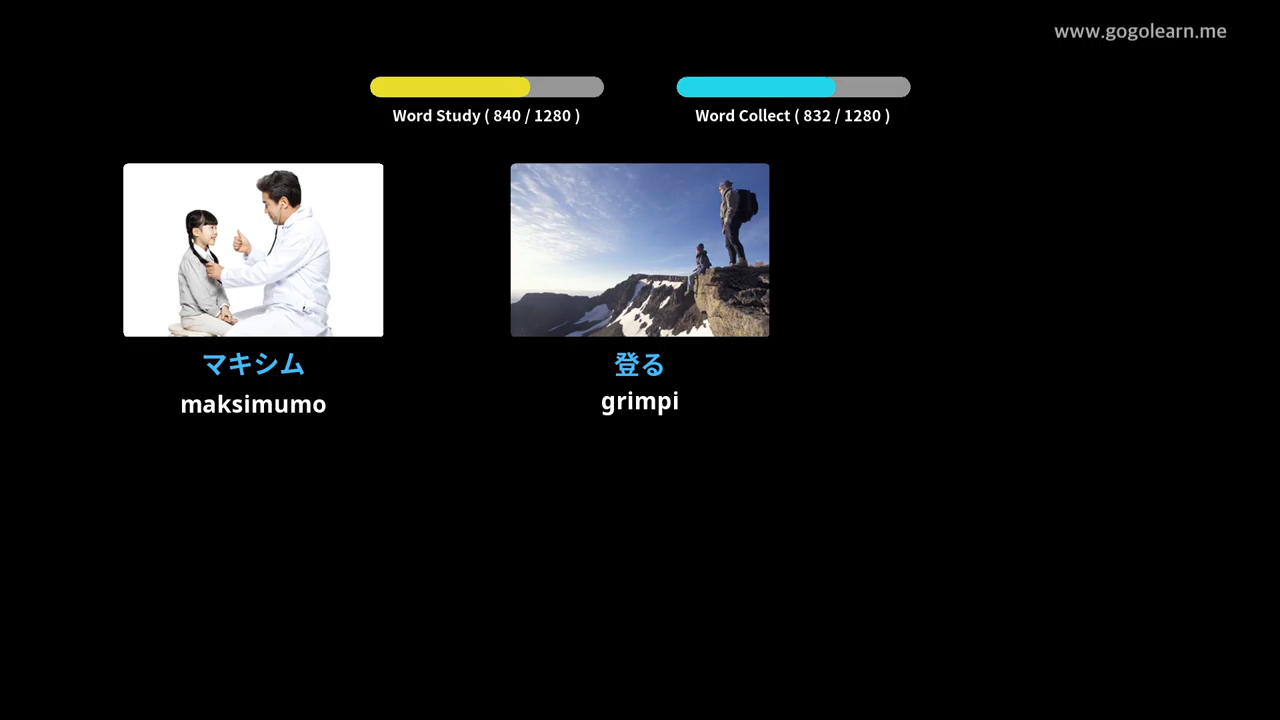 www.gogolearn.me
Word Study ( 840 / 1280 )
Word Collect ( 832 / 1280 )
マキシム
maksimumo
登る
grimpi